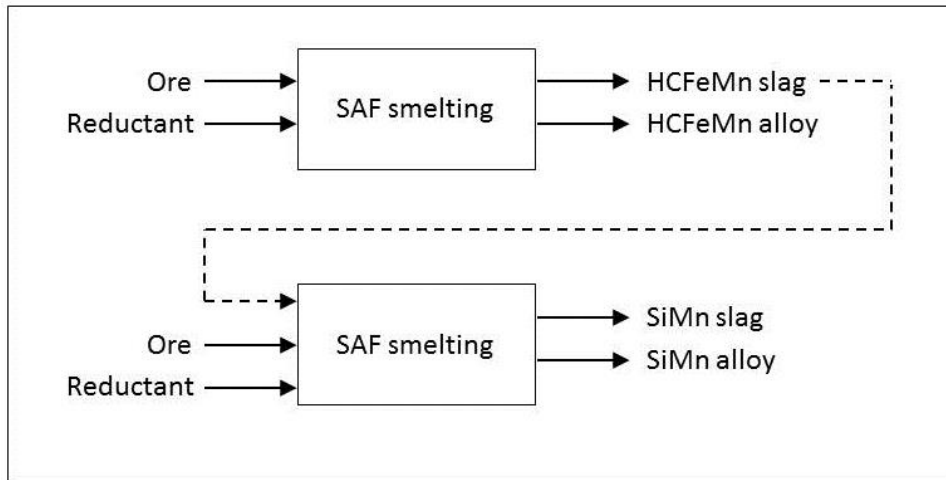 Ore
Reductant
SAF smelting
HCFeMn slag
HCFeMn alloy
Ore
Reductant
SAF smelting
SiMn slag
SiMn alloy